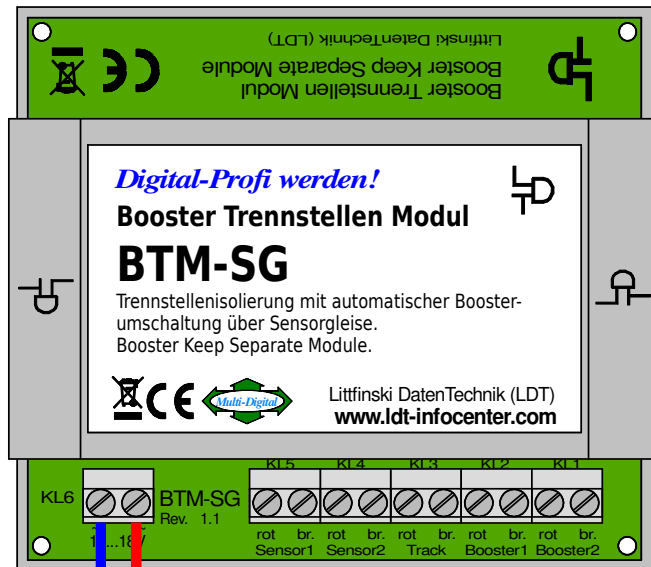 Littfinski DatenTechnik (LDT)
Booster Keep Separate Module
Booster Trennstellen Modul
Digital-Profi werden!
Booster Trennstellen Modul
BTM-SG
Trennstellenisolierung mit automatischer Booster-
umschaltung über Sensorgleise.
Booster Keep Separate Module.
Multi-Digital
Littfinski DatenTechnik (LDT)
www.ldt-infocenter.com
KL5 KL4 KL3 KL2 KL1
KL6
BTM-SG
Rev. 1.1
rot br. rot br. rot br. rot br. rot br.
Sensor1 Sensor2 Track Booster1 Booster2